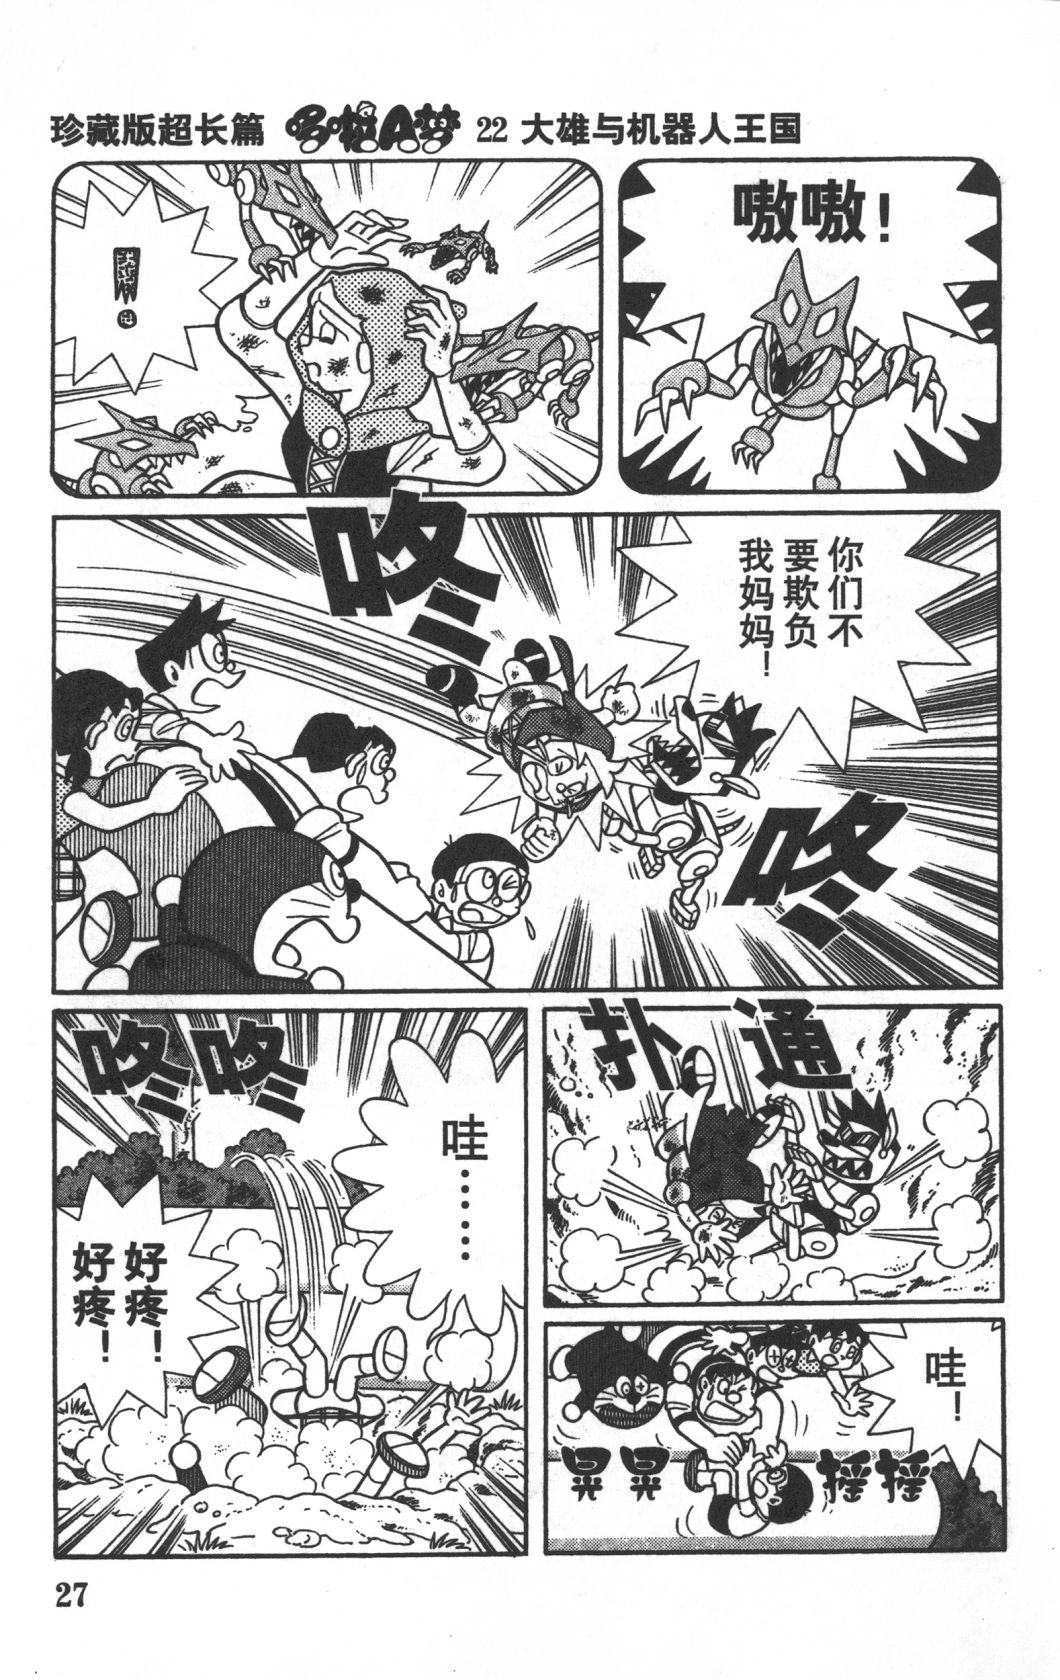 珍藏版超长篇 哆啦A梦 22 大雄与机器人王国
嗷嗷！
你们不
要欺负
我妈妈！
咚
咚
扑通
哇！
摇摇
晃晃
咚咚
哇……
好疼！
好疼！
27